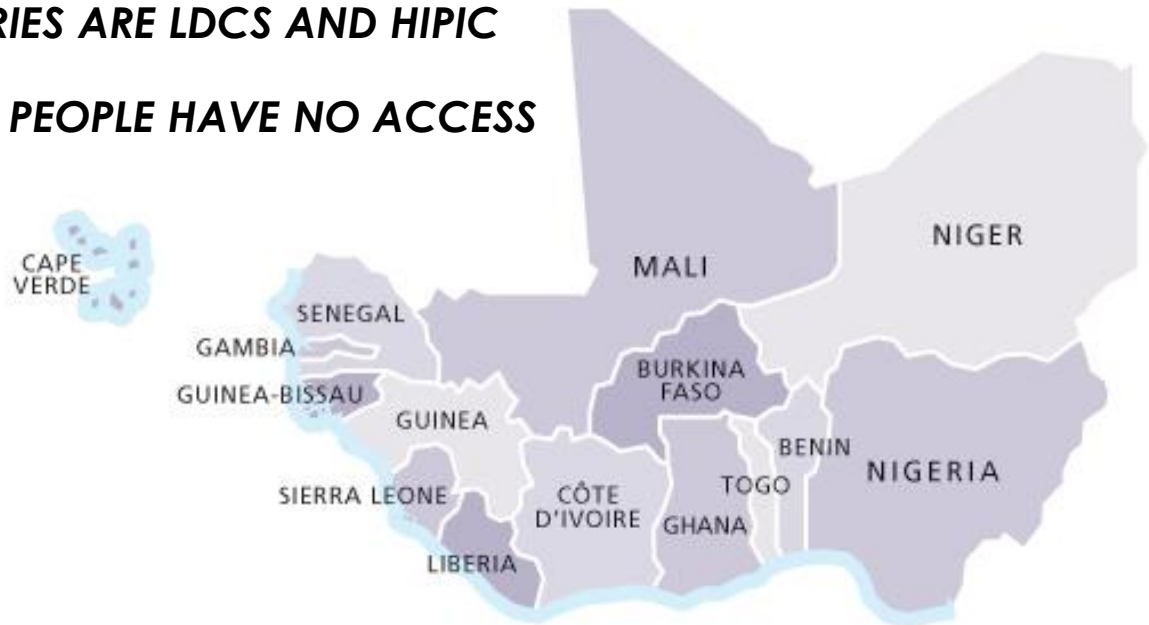 RIES ARE LDCS AND HIPIC
PEOPLE HAVE NO ACCESS
NIGER
MALI
CAPE
VERDE
SENEGAL
GAMBIA
GUINEA-BISSAU
BURKINA
FASO
GUINEA
BENIN
NIGERIA
TOGO
SIERRA LEONE
CÔTE
D'IVOIRE
GHANA
LIBERIA